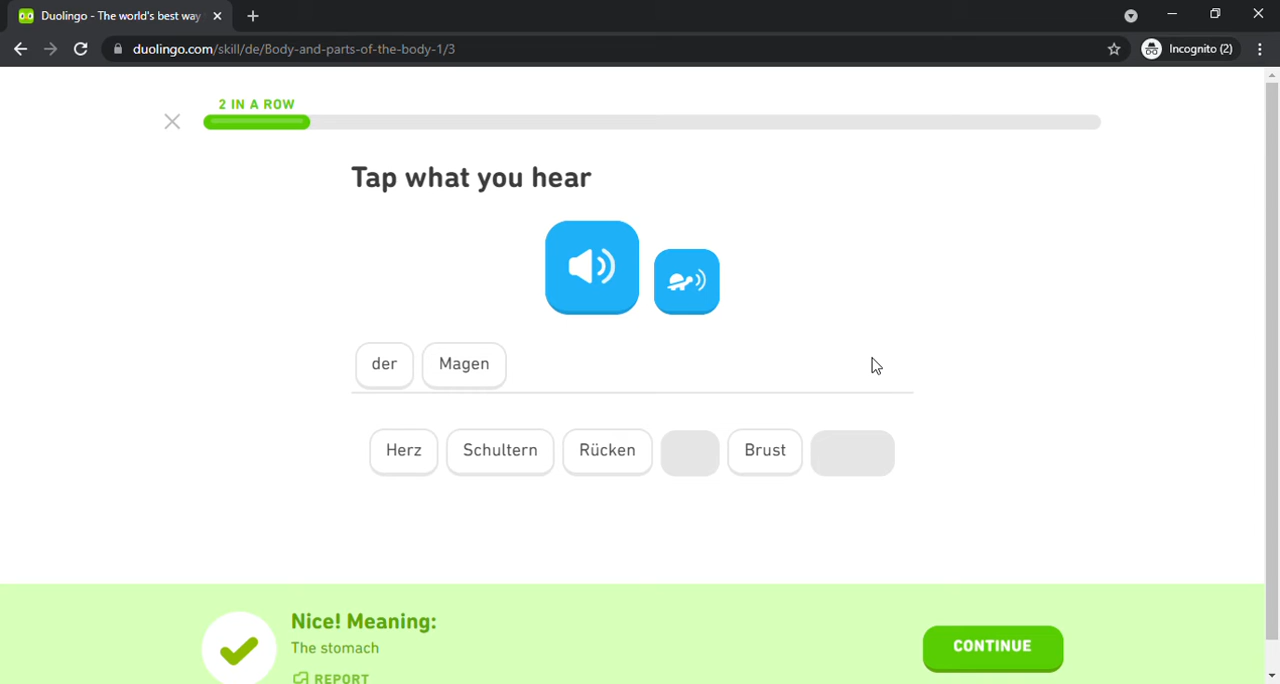 Duolingo - The world's best way
duolingo.com/skill/de/Body-and-parts-of-the-body-1/3
Incognito (2)
2 IN A ROW
Tap what you hear
der Magen
Herz Schultern Rücken Brust
Nice! Meaning:
The stomach
REPORT
CONTINUE